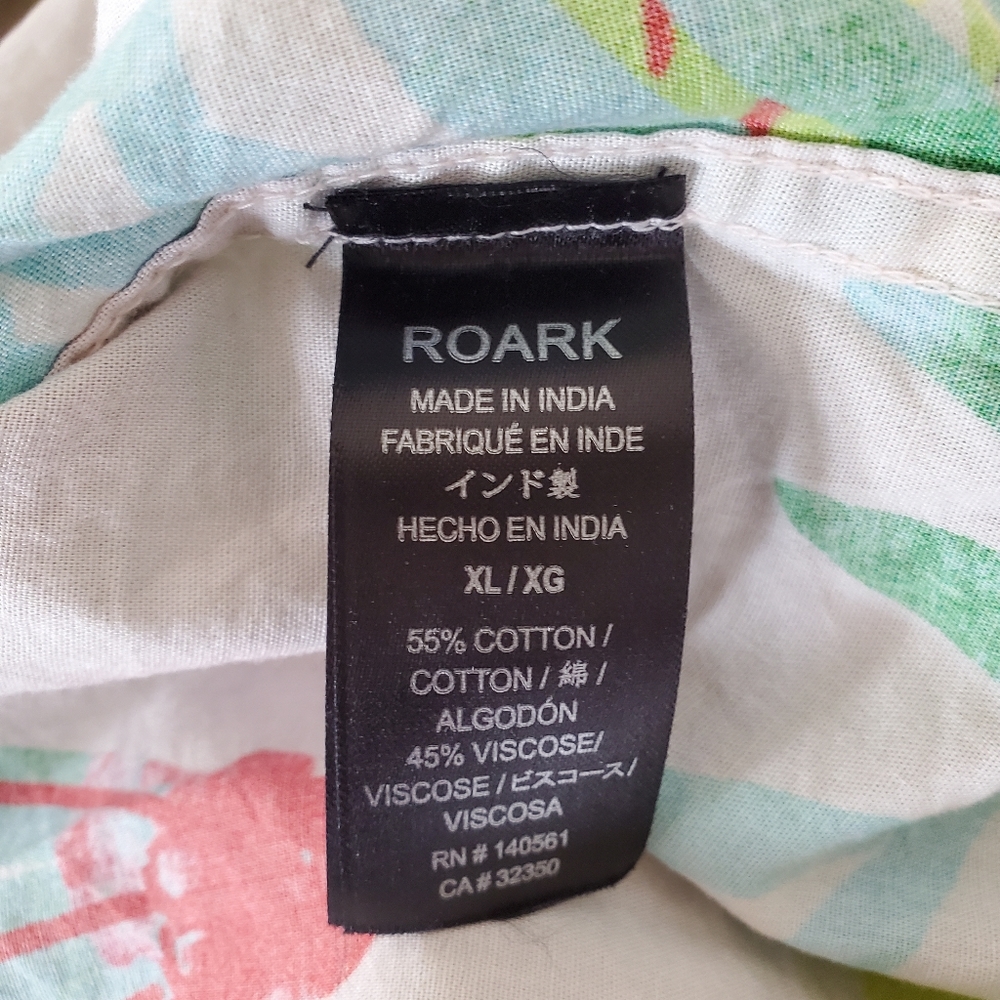 ROARK
MADE IN INDIA
FABRIQUÉ EN INDE
インド製
HECHO EN INDIA
XL / XG
55% COTTON /
COTTON / 綿 /
ALGODÓN
45% VISCOSE/
VISCOSE / ビスコース/
VISCOSA
RN # 140561
CA # 32350